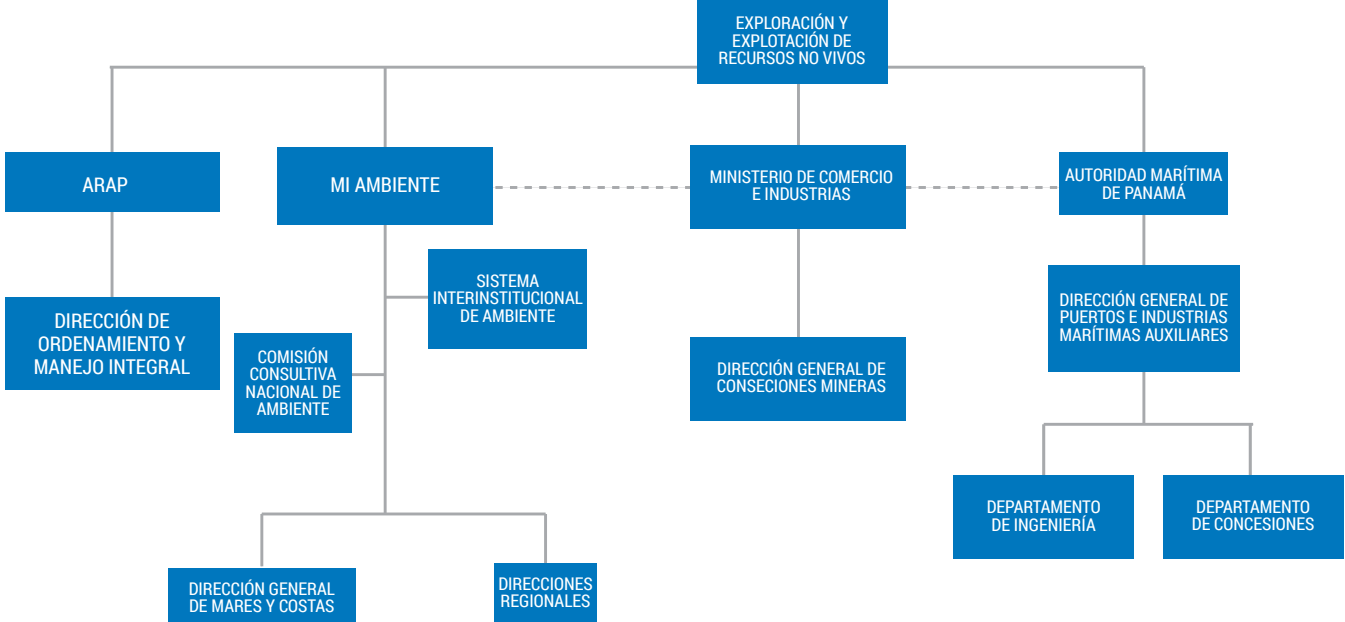 EXPLORACIÓN Y
EXPLOTACIÓN DE
RECURSOS NO VIVOS
ARAP
MI AMBIENTE
MINISTERIO DE COMERCIO
E INDUSTRIAS
AUTORIDAD MARÍTIMA
DE PANAMÁ
SISTEMA
INTERINSTITUCIONAL
DE AMBIENTE
DIRECCIÓN DE
ORDENAMIENTO Y
MANEJO INTEGRAL
COMISIÓN
CONSULTIVA
NACIONAL DE
AMBIENTE
DIRECCIÓN GENERAL DE
CONSECIONES MINERAS
DIRECCIÓN GENERAL DE
PUERTOS E INDUSTRIAS
MARÍTIMAS AUXILIARES
DEPARTAMENTO
DE INGENIERÍA
DEPARTAMENTO
DE CONCESIONES
DIRECCIÓN GENERAL
DE MARES Y COSTAS
DIRECCIONES
REGIONALES